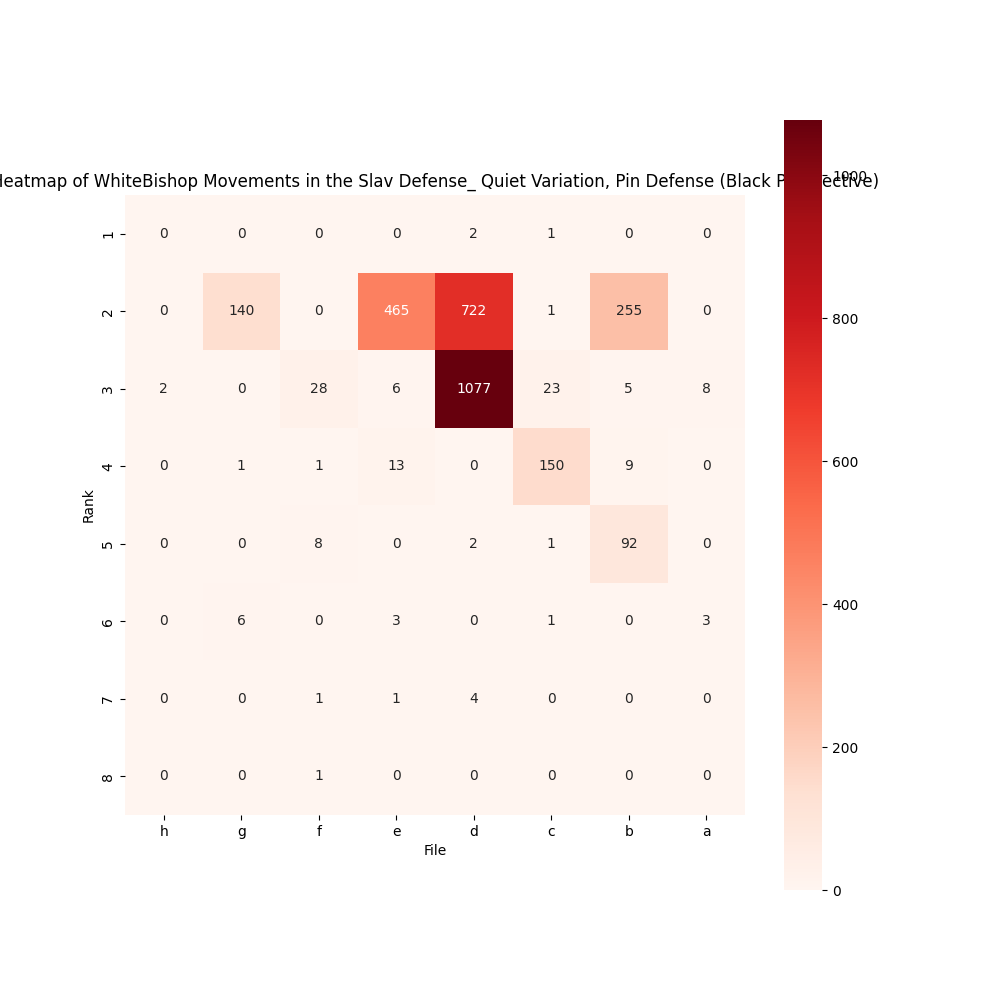 Heatmap of WhiteBishop Movements in the Slav Defense_ Quiet Variation, Pin Defense (Black Perspective)
1 0 0 0 0 2 1 0 0
2 0 140 0 465 722 1 255 0
3 2 0 28 6 1077 23 5 8
4 0 1 1 13 0 150 9 0
5 0 0 8 0 2 1 92 0
6 0 6 0 3 0 1 0 3
7 0 0 1 1 4 0 0 0
8 0 0 1 0 0 0 0 0
h g f e d c b a
File
Rank
1000
800
600
400
200
0